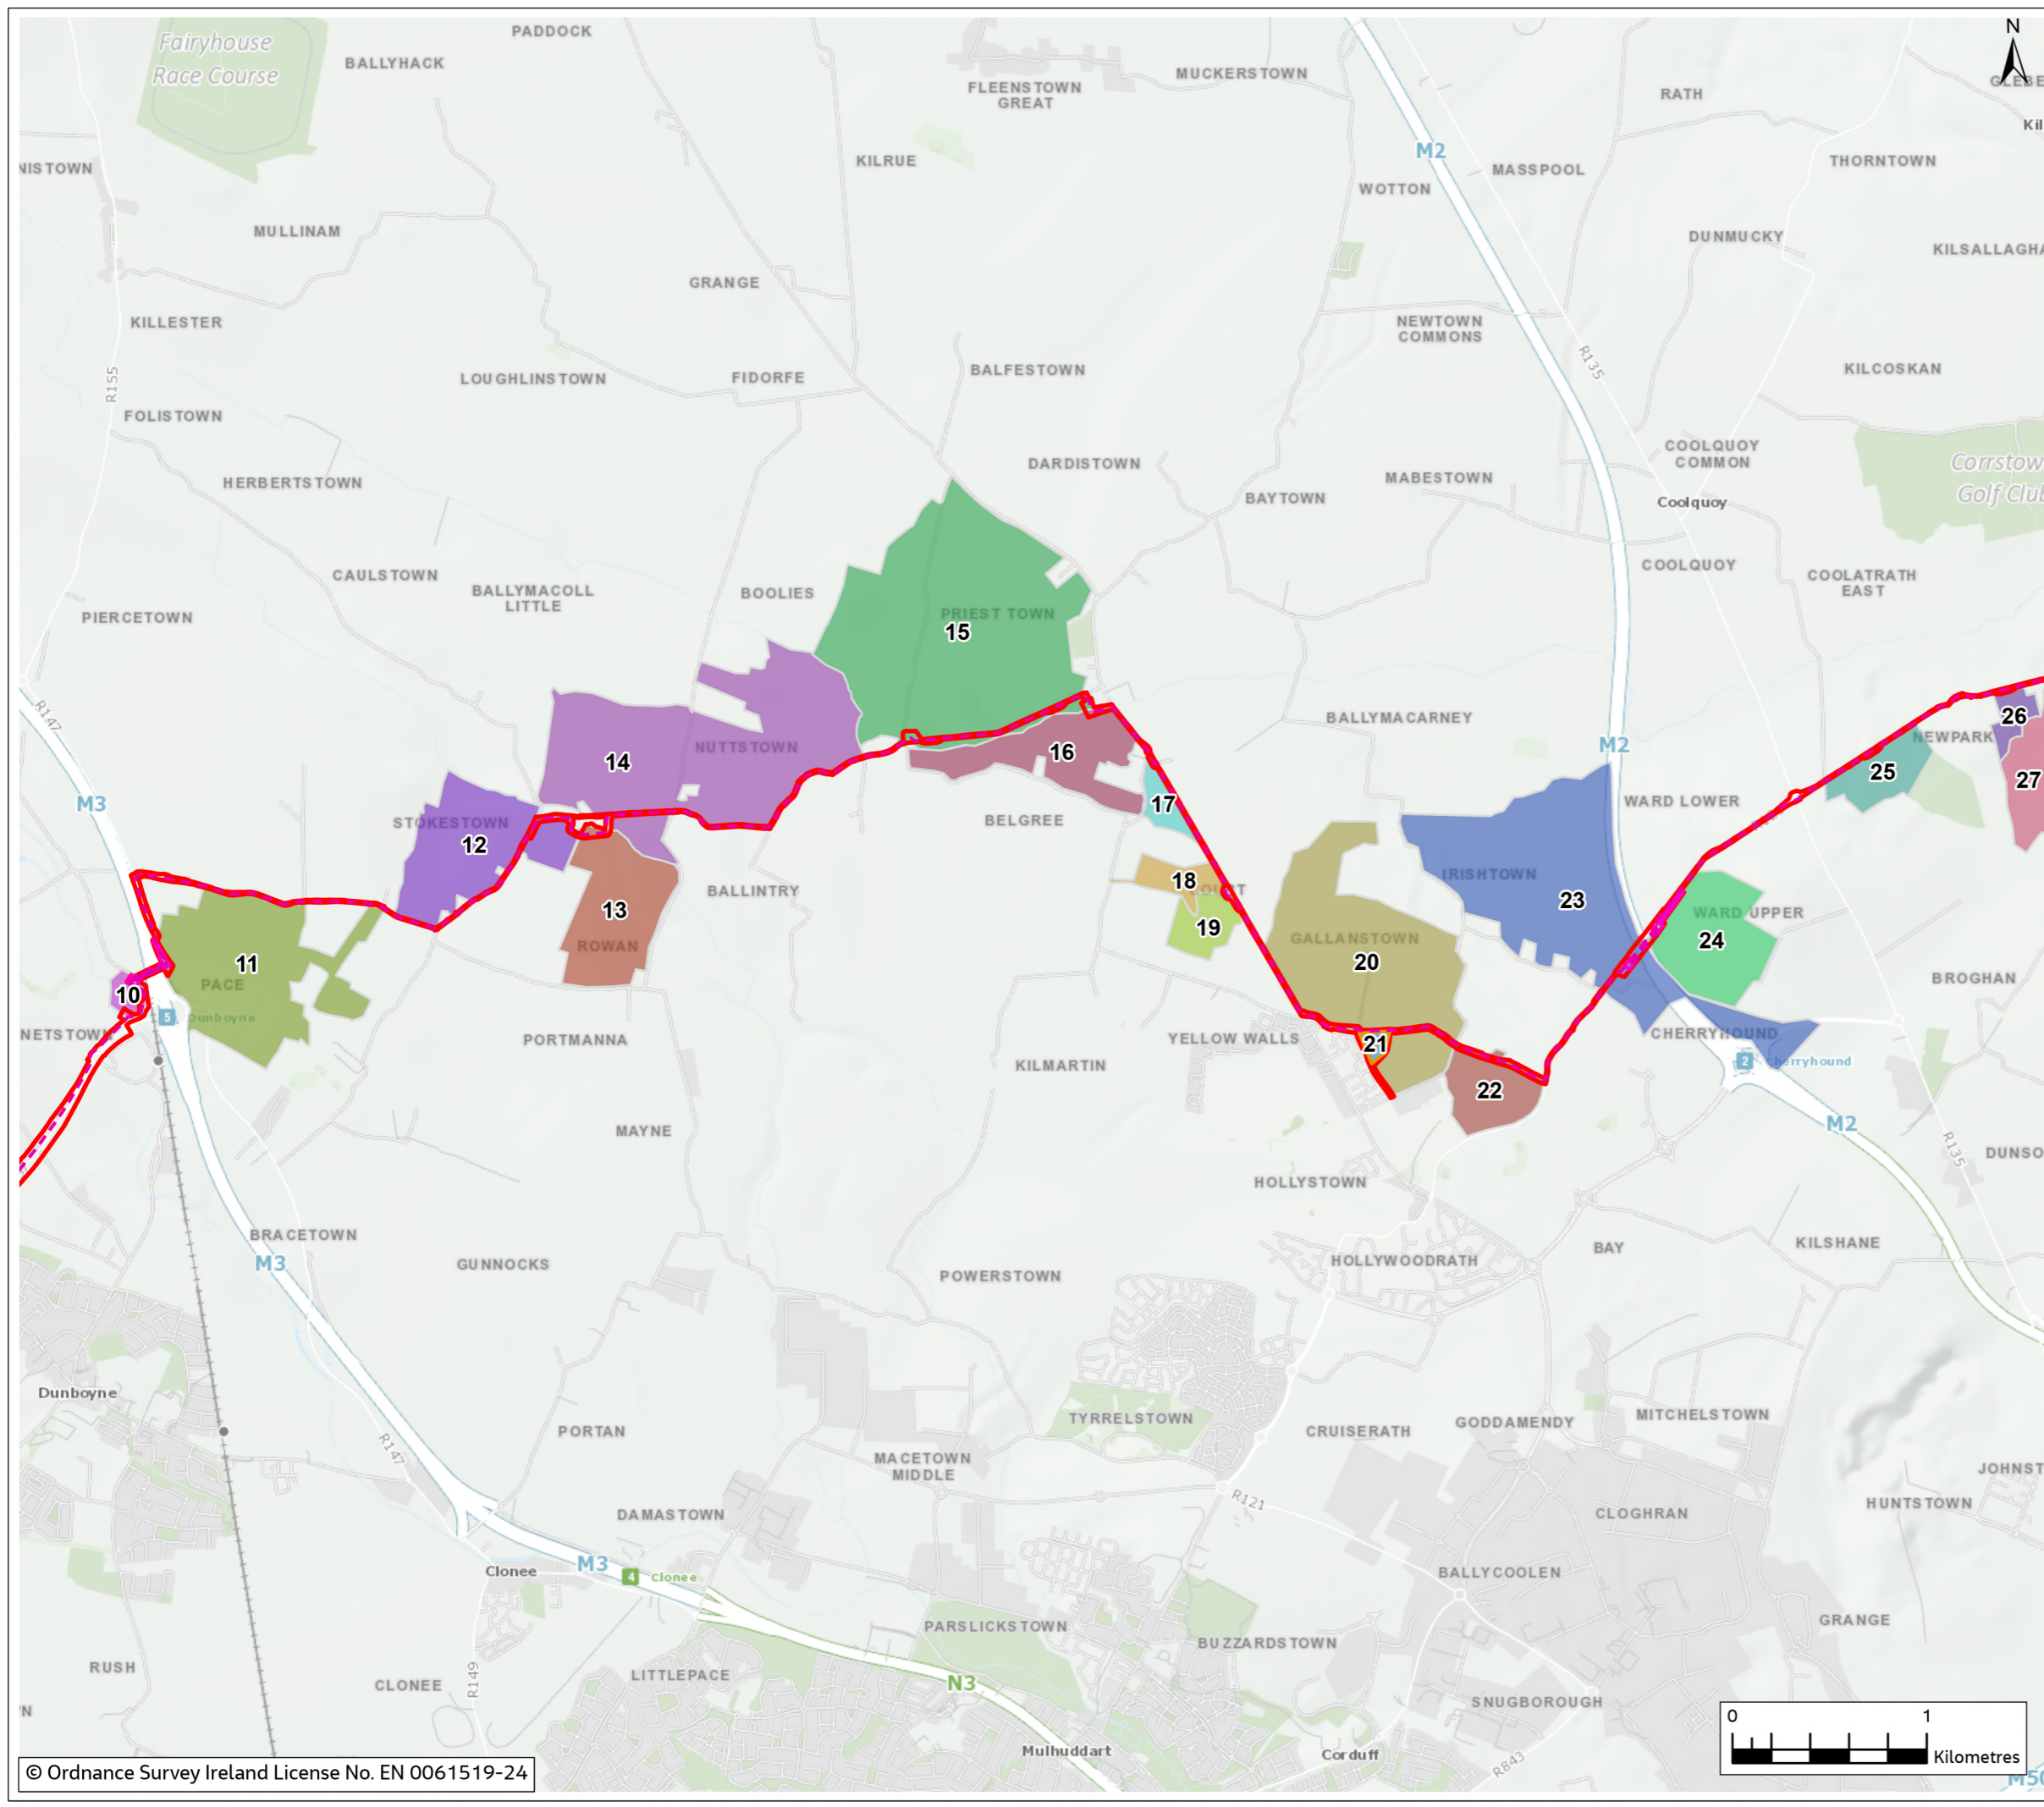 PADDOCK
Fairyhouse
Race Course
BALLYHACK
N
MUCKERSTOWN
FLEENSTOWN
GREAT
RATH
M2
KILRUE
THORNTOWN
MASSPOOL
WOTTON
MULLINAM
DUNMUCKY
GRANGE
KILLESTER
NEWTOWN
COMMONS
R135
R155
LOUGHLINSTOWN
FIDORFE
BALFESTOWN
KILCOSKAN
FOLISTOWN
COOLQUOY
COMMON
DARDISTOWN
HERBERTSTOWN
MABESTOWN
BAYTOWN
Coolquoy
COOLQUOY
CAULSTOWN
COOLATRATH
EAST
BALLYMACOLL
LITTLE
BOOLIES
PRIEST TOWN
15
PIERCETOWN
R147
BALLYMACARNEY
26
NEWPARK
M2
NUTTSTOWN
16
14
25
27
M3
17
WARD LOWER
STOKESTOWN
BELGREE
12
IRISHTOWN
18
BALLINTRY
23
13
WARD UPPER
19
GALLANSTOWN
24
ROWAN
20
11
PACE
BROGHAN
10
5
Dunboyne
CHERRYHOUND
YELLOW WALLS
PORTMANNA
21
2
Cherryhound
KILMARTIN
22
M2
MAYNE
R135
HOLLYSTOWN
BRACETOWN
M3
GUNNOCKS
BAY
KILSHANE
HOLLYWOODRATH
POWERSTOWN
Dunboyne
TYRRELSTOWN
GODDAMENDY
MITCHELSTOWN
PORTAN
CRUISERATH
R147
MACETOWN
MIDDLE
R121
HUNTSTOWN
DAMASTOWN
CLOGHRAN
Clonee
M3
4
Clonee
BALLYCOOLEN
PARSLICKSTOWN
GRANGE
BUZZARDSTOWN
RUSH
LITTLEPACE
CLONEE
R149
N3
SNUGBOROUGH
0 1
Mulhuddart
Corduff
R843
Kilometres
© Ordnance Survey Ireland License No. EN 0061519-24